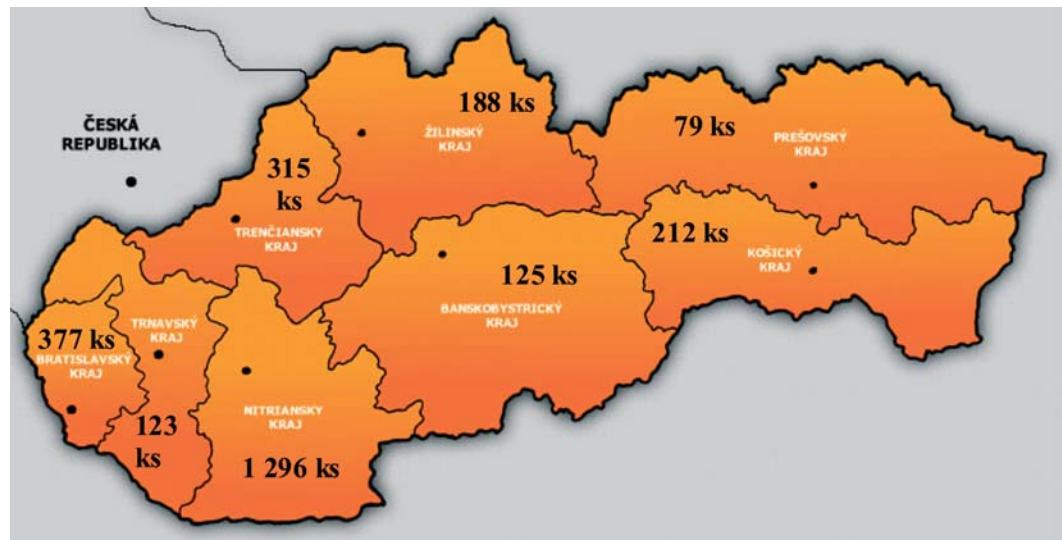 188 ks
ŽILINSKÝ
KRAJ
79 ks
PREŠOVSKÝ
KRAJ
ČESKÁ
REPUBLIKA
315
ks
TRENČIANSKY
KRAJ
212 ks
KOŠICKÝ
KRAJ
125 ks
BANSKOBYSTRICKÝ
KRAJ
377 ks
BRATISLAVSKÝ
KRAJ
TRNAVSKÝ
KRAJ
123
ks
NITRIANSKY
KRAJ
1 296 ks